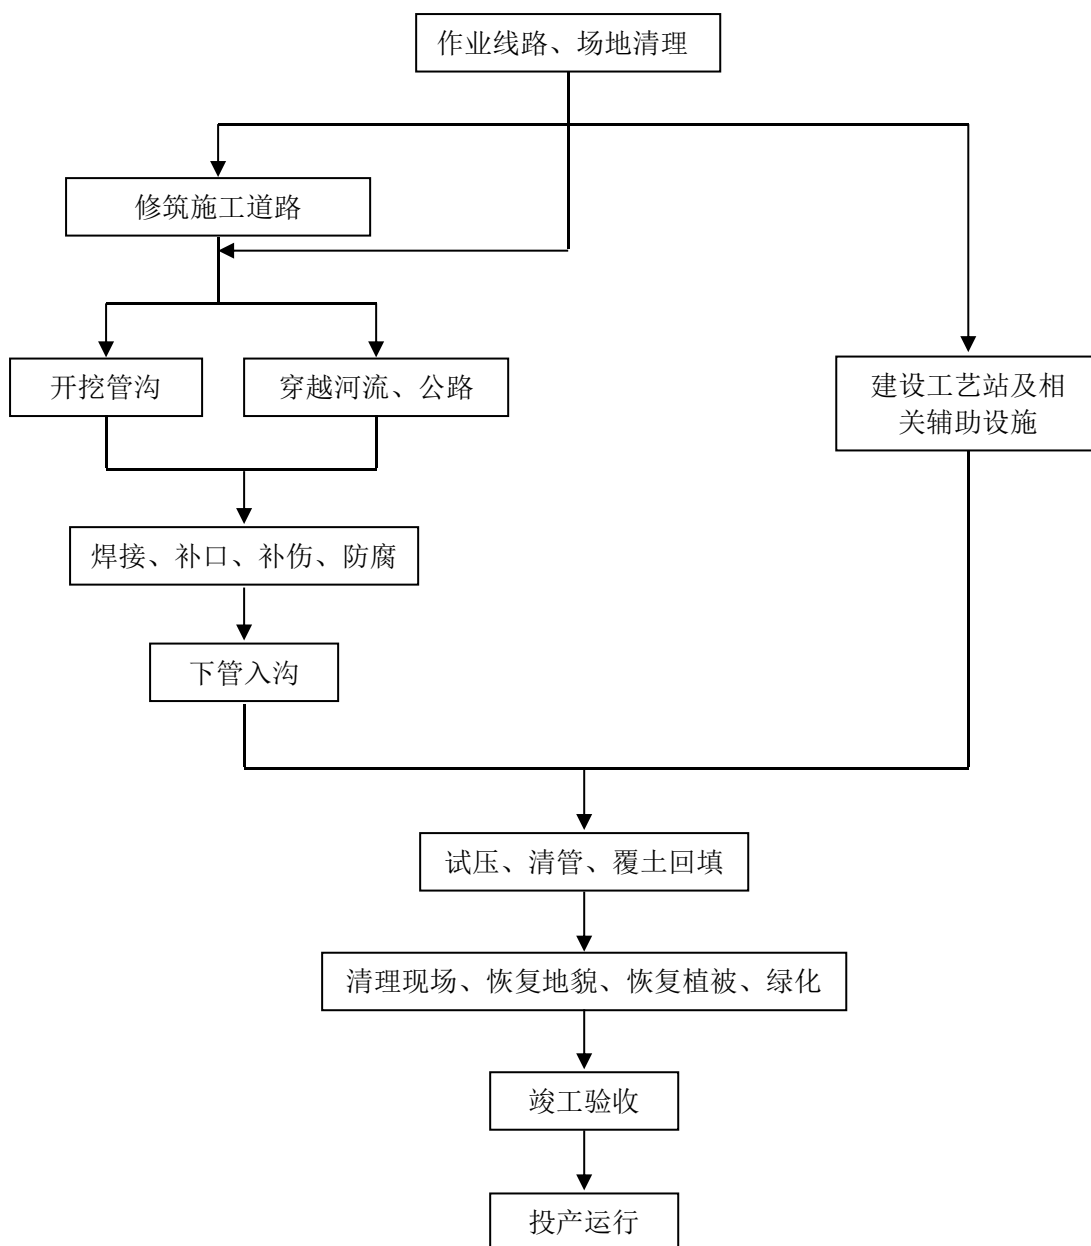 作业线路、场地清理
修筑施工道路
开挖管沟
穿越河流、公路
建设工艺站及相
关辅助设施
焊接、补口、补伤、防腐
下管入沟
试压、清管、覆土回填
清理现场、恢复地貌、恢复植被、绿化
竣工验收
投产运行